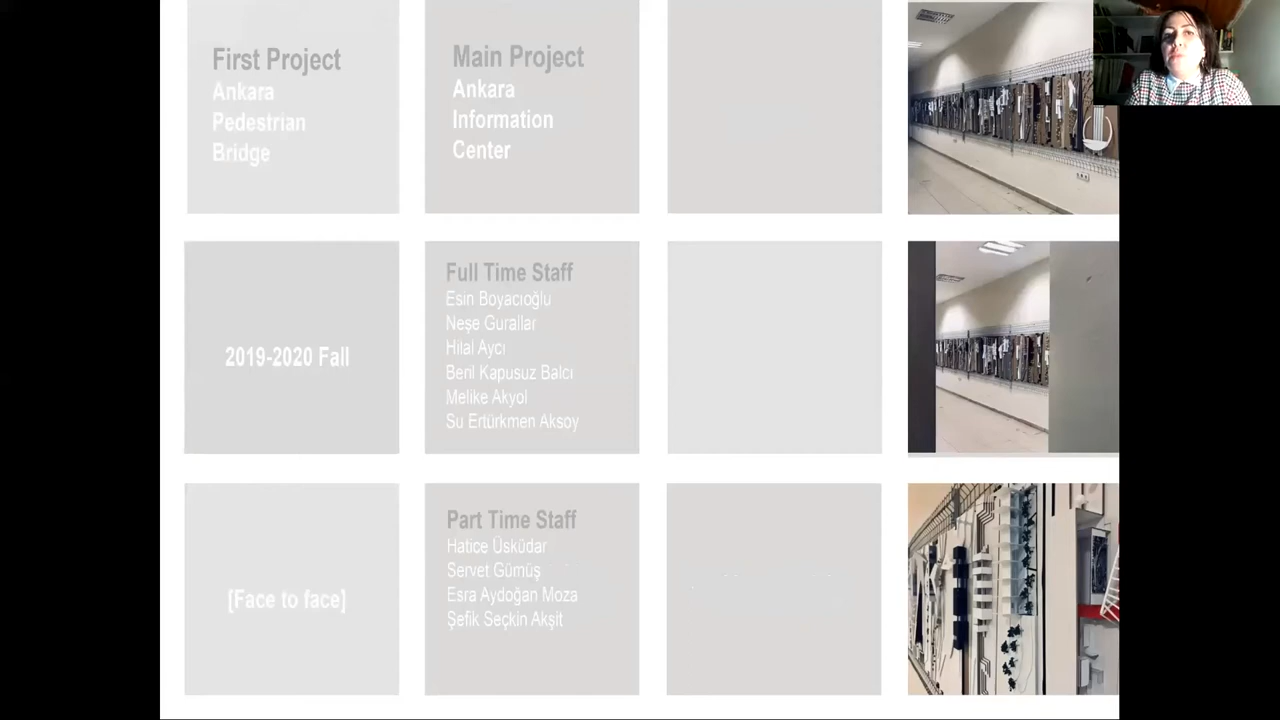 First Project
Ankara
Pedestrian
Bridge
Main Project
Ankara
Information
Center
2019-2020 Fall
Full Time Staff
Esin Boyacıoğlu
Neşe Gurallar
Hilal Aycı
Beril Kapusuz Balcı
Melike Akyol
Su Ertürkmen Aksoy
[Face to face]
Part Time Staff
Hatice Üsküdar
Servet Gümüş
Esra Aydoğan Moza
Şefik Seçkin Akşit